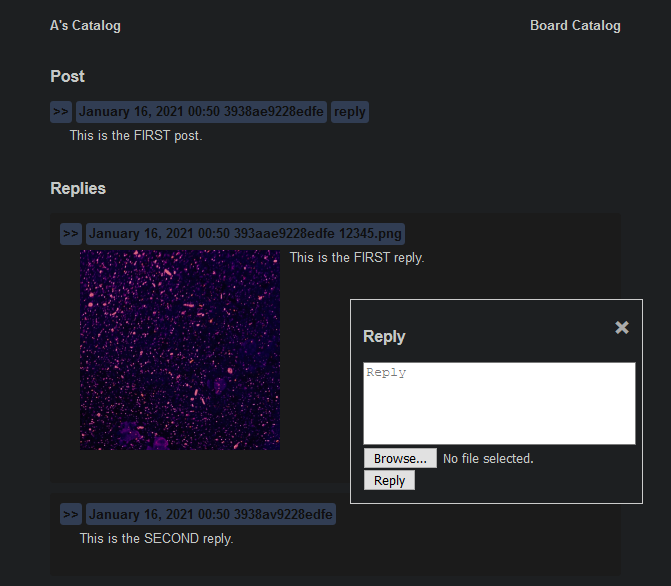 A's Catalog
Board Catalog
Post
>> January 16, 2021 00:50 3938ae9228edfe reply
This is the FIRST post.
Replies
>> January 16, 2021 00:50 393aae9228edfe 12345.png
This is the FIRST reply.
Reply
Reply
Browse... No file selected.
Reply
>> January 16, 2021 00:50 3938av9228edfe
This is the SECOND reply.